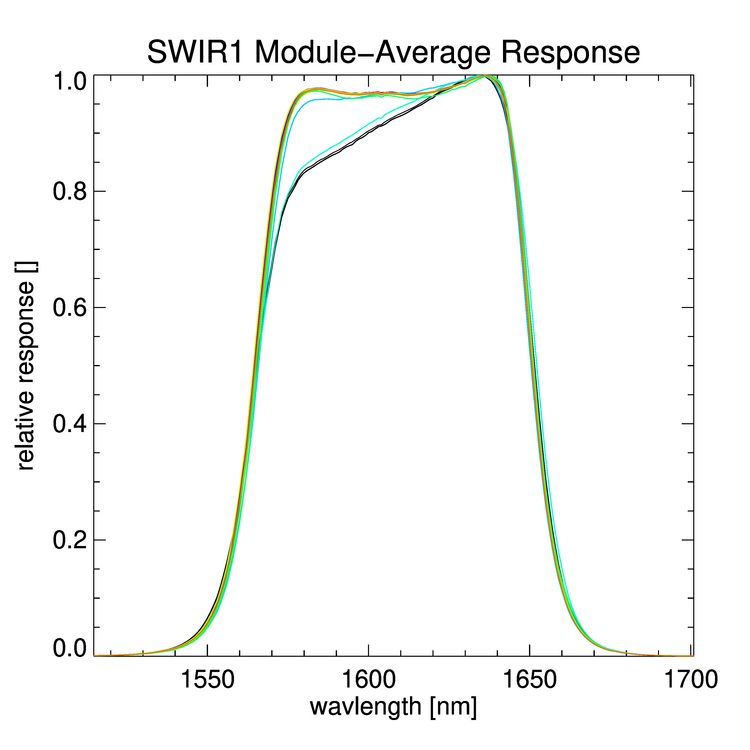 SWIR1 Module–Average Response
1.0
0.8
0.6
0.4
0.2
0.0
relative response []
1550 1600 1650 1700
wavlength [nm]